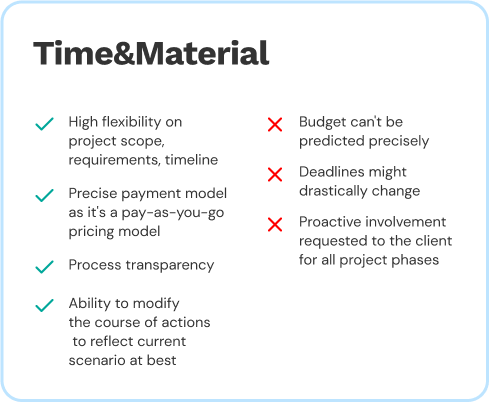 Time&Material
High flexibility on
project scope,
requirements, timeline
Precise payment model
as it's a pay-as-you-go
pricing model
Process transparency
Ability to modify
the course of actions
to reflect current
scenario at best
Budget can't be
predicted precisely
Deadlines might
drastically change
Proactive involvement
requested to the client
for all project phases